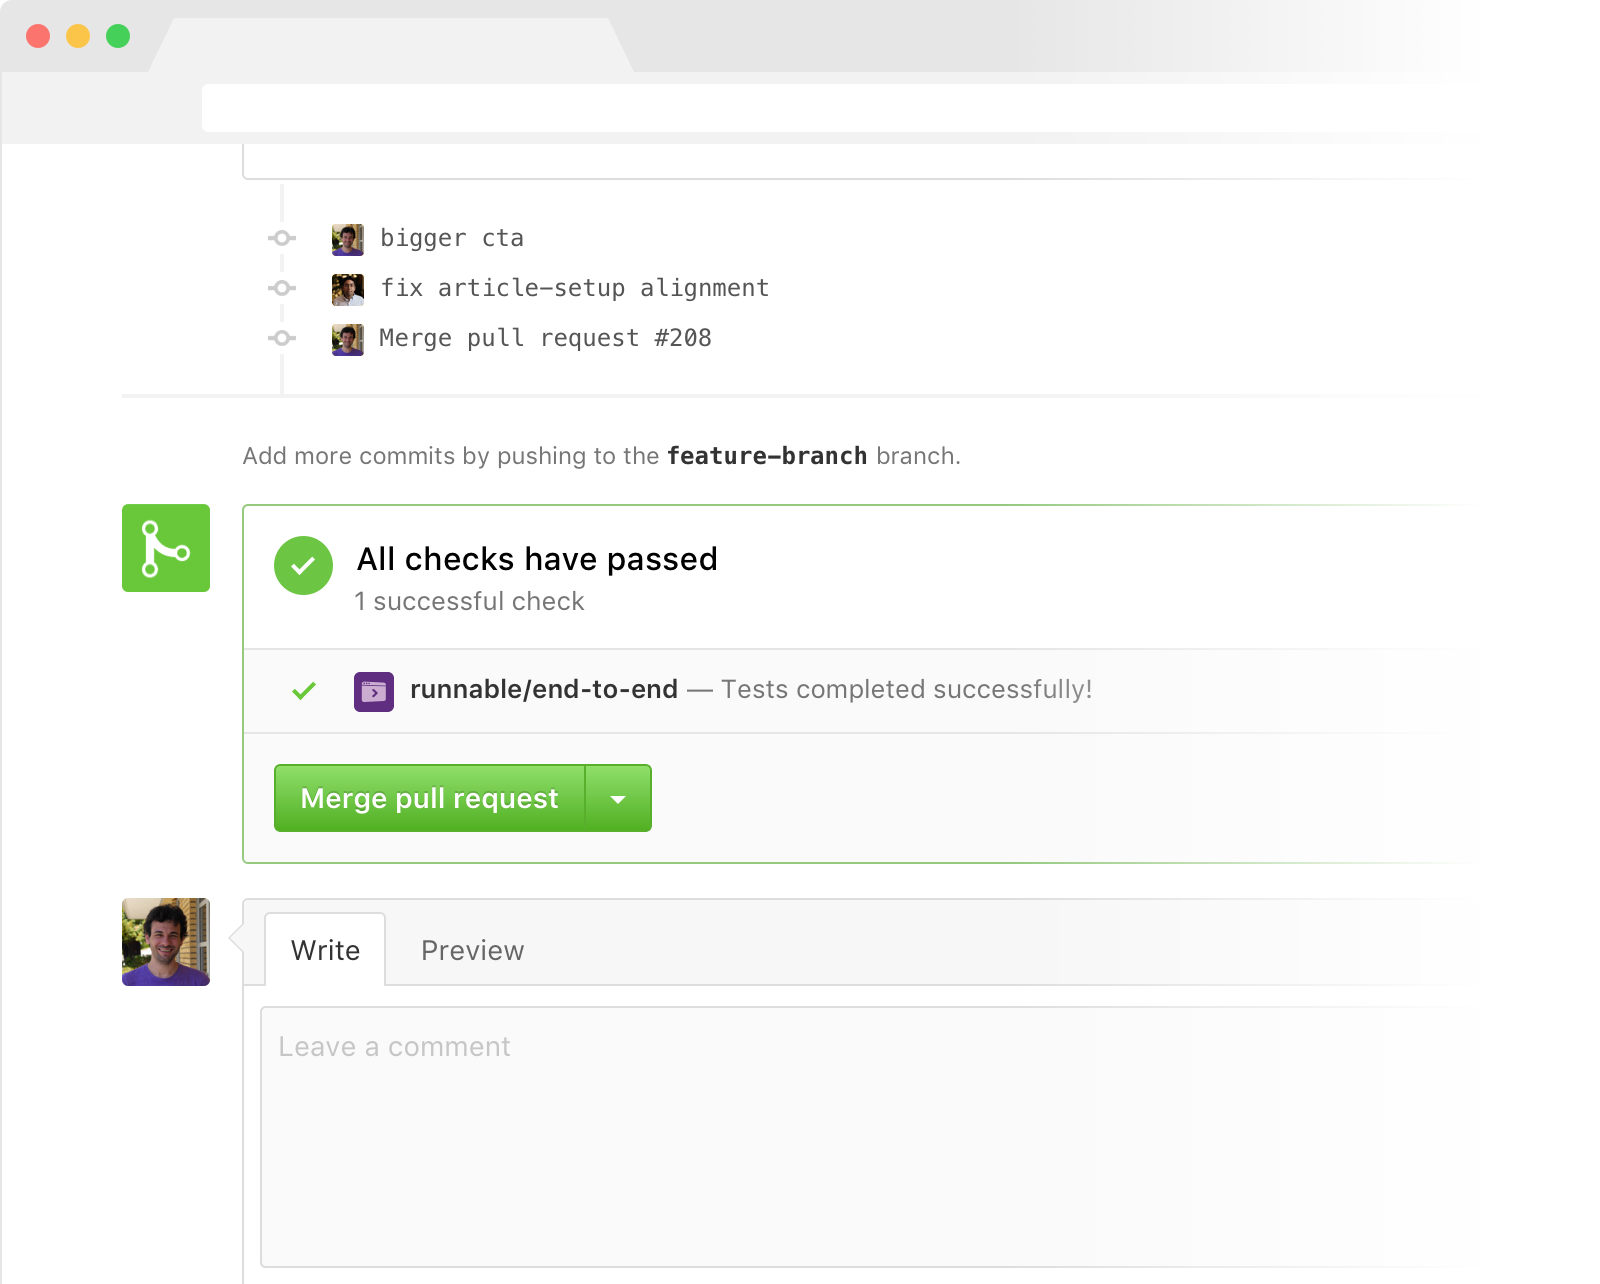 bigger cta
fix article-setup alignment
Merge pull request #208
Add more commits by pushing to the feature-branch branch.
All checks have passed
1 successful check
runnable/end-to-end — Tests completed successfully!
Merge pull request
Write Preview
Leave a comment